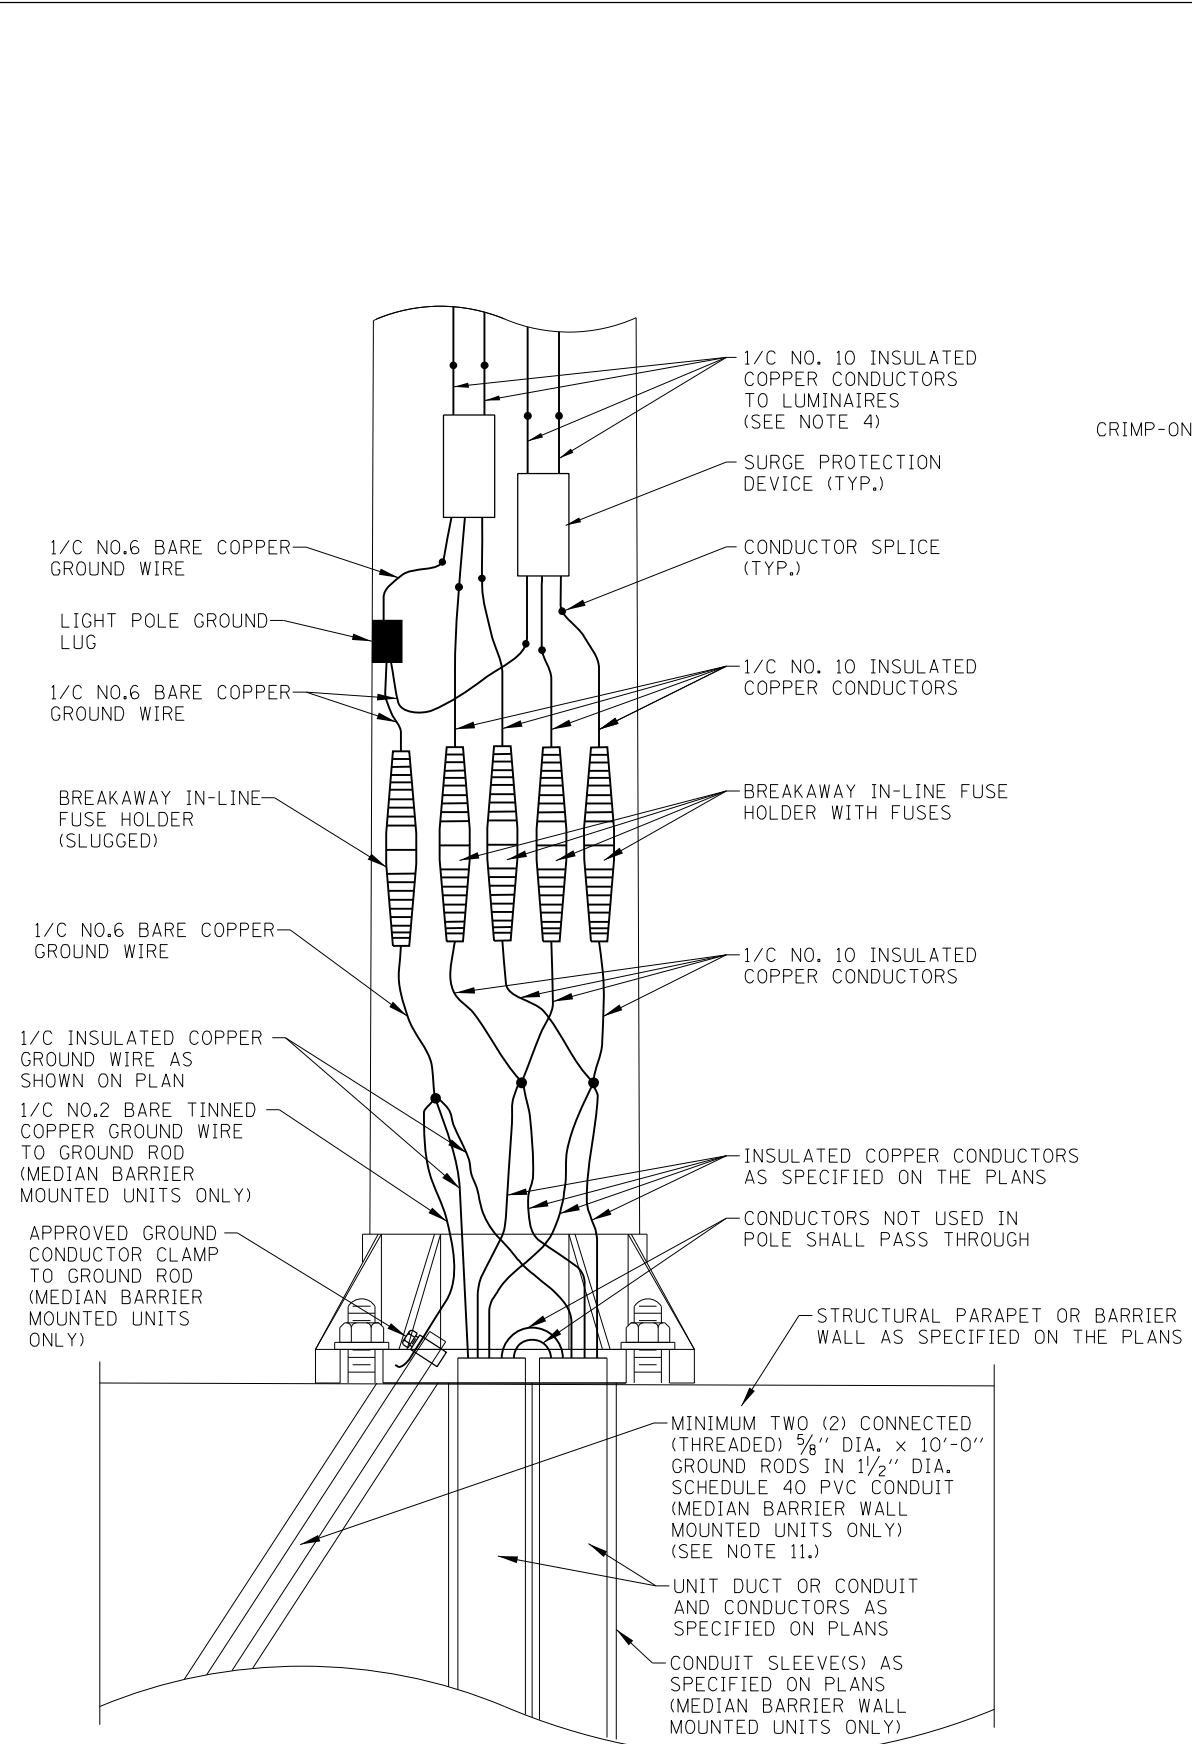 1/C NO. 10 INSULATED
COPPER CONDUCTORS
TO LUMINAIRES
(SEE NOTE 4)
CRIMP-ON
SURGE PROTECTION
DEVICE (TYP.)
1/C NO.6 BARE COPPER
GROUND WIRE
CONDUCTOR SPLICE
(TYP.)
LIGHT POLE GROUND
LUG
1/C NO. 10 INSULATED
COPPER CONDUCTORS
1/C NO.6 BARE COPPER
GROUND WIRE
BREAKAWAY IN-LINE
FUSE HOLDER
(SLUGGED)
BREAKAWAY IN-LINE FUSE
HOLDER WITH FUSES
1/C NO.6 BARE COPPER
GROUND WIRE
1/C NO. 10 INSULATED
COPPER CONDUCTORS
1/C INSULATED COPPER
GROUND WIRE AS
SHOWN ON PLAN
1/C NO.2 BARE TINNED
COPPER GROUND WIRE
TO GROUND ROD
(MEDIAN BARRIER
MOUNTED UNITS ONLY)
INSULATED COPPER CONDUCTORS
AS SPECIFIED ON THE PLANS
CONDUCTORS NOT USED IN
POLE SHALL PASS THROUGH
APPROVED GROUND
CONDUCTOR CLAMP
TO GROUND ROD
(MEDIAN BARRIER
MOUNTED UNITS
ONLY)
STRUCTURAL PARAPET OR BARRIER
WALL AS SPECIFIED ON THE PLANS
MINIMUM TWO (2) CONNECTED
(THREADED) 5/8" DIA. x 10'-0"
GROUND RODS IN 1 1/2" DIA.
SCHEDULE 40 PVC CONDUIT
(MEDIAN BARRIER WALL
MOUNTED UNITS ONLY)
(SEE NOTE 11.)
UNIT DUCT OR CONDUIT
AND CONDUCTORS AS
SPECIFIED ON PLANS
CONDUIT SLEEVE(S) AS
SPECIFIED ON PLANS
(MEDIAN BARRIER WALL
MOUNTED UNITS ONLY)